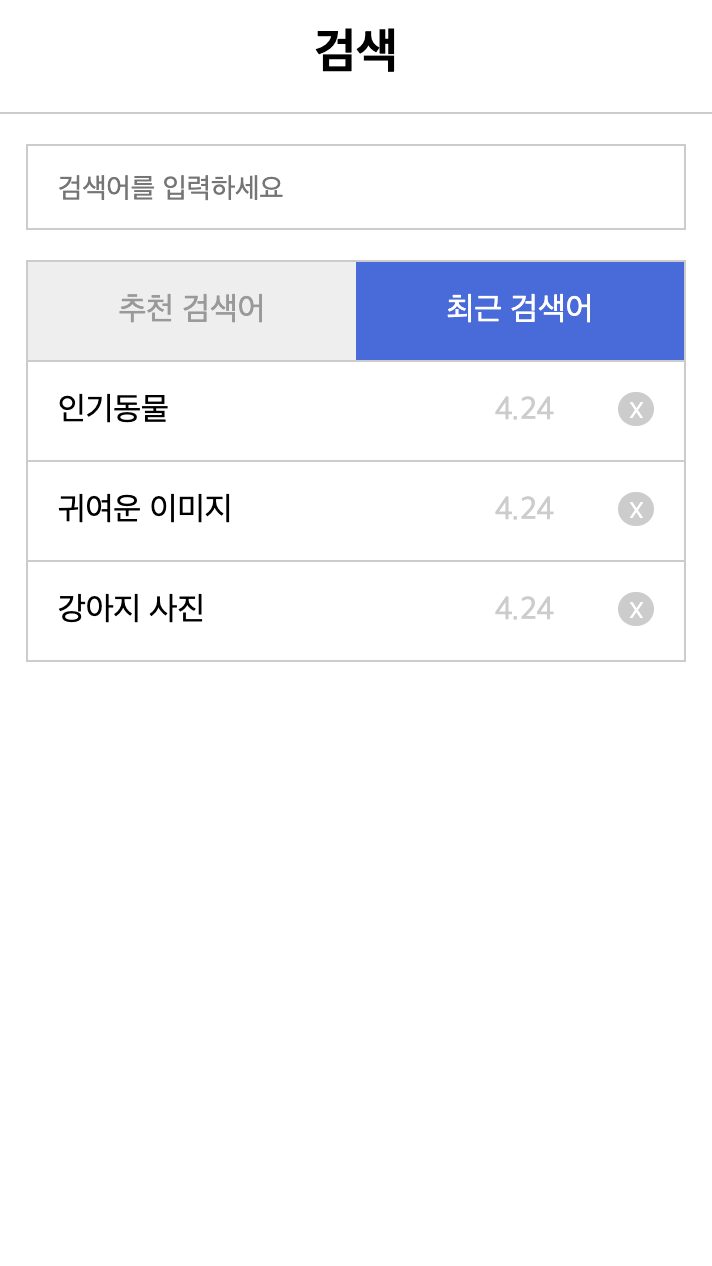 검색
검색어를 입력하세요
추천 검색어 최근 검색어
인기동물 4.24 x
귀여운 이미지 4.24 x
강아지 사진 4.24 x